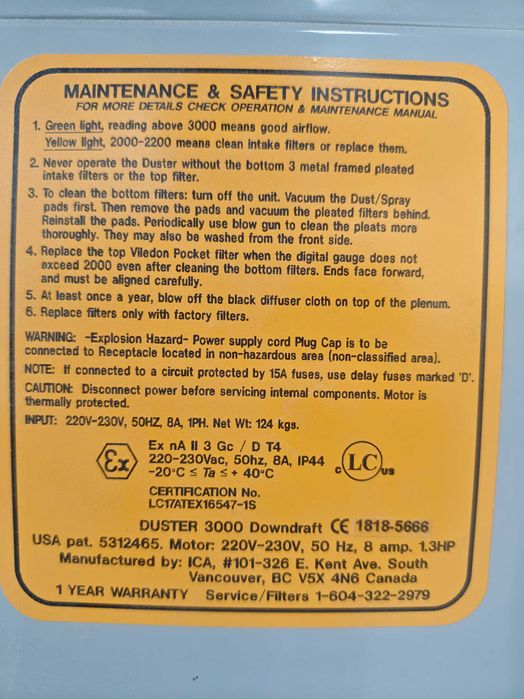 MAINTENANCE & SAFETY INSTRUCTIONS
FOR MORE DETAILS CHECK OPERATION & MAINTENANCE MANUAL
1. Green light, reading above 3000 means good airflow.
Yellow light, 2000-2200 means clean intake filters or replace them.
2. Never operate the Duster without the bottom 3 metal framed pleated
intake filters or the top filter.
3. To clean the bottom filters: turn off the unit. Vacuum the Dust/Spray
pads first. Then remove the pads and vacuum the pleated filters behind.
Reinstall the pads. Periodically use blow gun to clean the pleats more
thoroughly. They may also be washed from the front side.
4. Replace the top Viledon Pocket filter when the digital gauge does not
exceed 2000 even after cleaning the bottom filters. Ends face forward,
and must be aligned carefully.
5. At least once a year, blow off the black diffuser cloth on top of the plenum.
6. Replace filters only with factory filters.
WARNING: -Explosion Hazard- Power supply cord Plug Cap is to be
connected to Receptacle located in non-hazardous area (non-classified area).
NOTE: If connected to a circuit protected by 15A fuses, use delay fuses marked 'D'.
CAUTION: Disconnect power before servicing internal components. Motor is
thermally protected.
INPUT: 220V-230V, 50HZ, 8A, 1PH. Net Wt: 124 kgs.
Ex nA II 3 Gc / D T4
Ex 220-230Vac, 50hz, 8A, IP44 c LC us
-20°C ≤ Ta ≤ + 40°C
CERTIFICATION No.
LC17ATEX16547-1S
DUSTER 3000 Downdraft CE 1818-5666
USA pat. 5312465. Motor: 220V-230V, 50 Hz, 8 amp. 1.3HP
Manufactured by: ICA, #101-326 E. Kent Ave. South
Vancouver, BC V5X 4N6 Canada
1 YEAR WARRANTY Service/Filters 1-604-322-2979